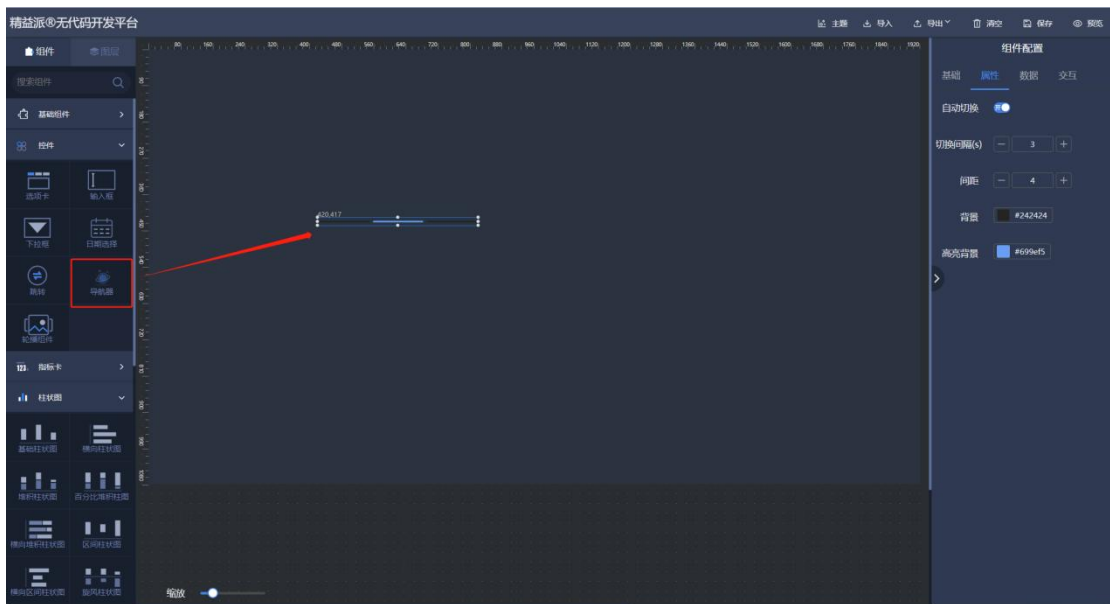 精益派®无代码开发平台
主题 导入 导出 清空 保存 预览
组件 图层
搜索组件
基础组件
控件
选项卡 输入框
下拉框 日期选择
跳转 导航器
轮播组件
123. 指标卡
柱状图
基础柱状图 横向柱状图
堆积柱状图 百分比堆积柱图
横向堆积柱状图 区间柱状图
横向区间柱状图 旋风柱状图
620,417
缩放
组件配置
基础 属性 数据 交互
自动切换 开
切换间隔(s) 3
间距 4
背景 #242424
高亮背景 #699ef5